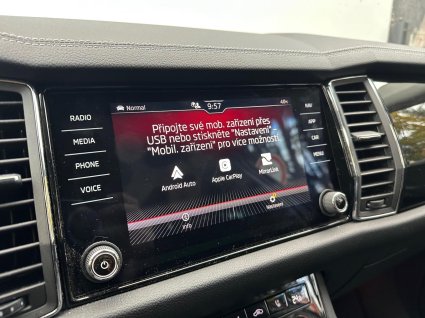 RADIO
MEDIA
PHONE
VOICE
Normal
9:57
Připojte své mob. zařízení přes
USB nebo stiskněte "Nastavení" –
"Mobil. zařízení" pro více možností.
Android Auto
Apple CarPlay
MirrorLink
Info
Nastavení
NAV
APP
CAR
MENU
24